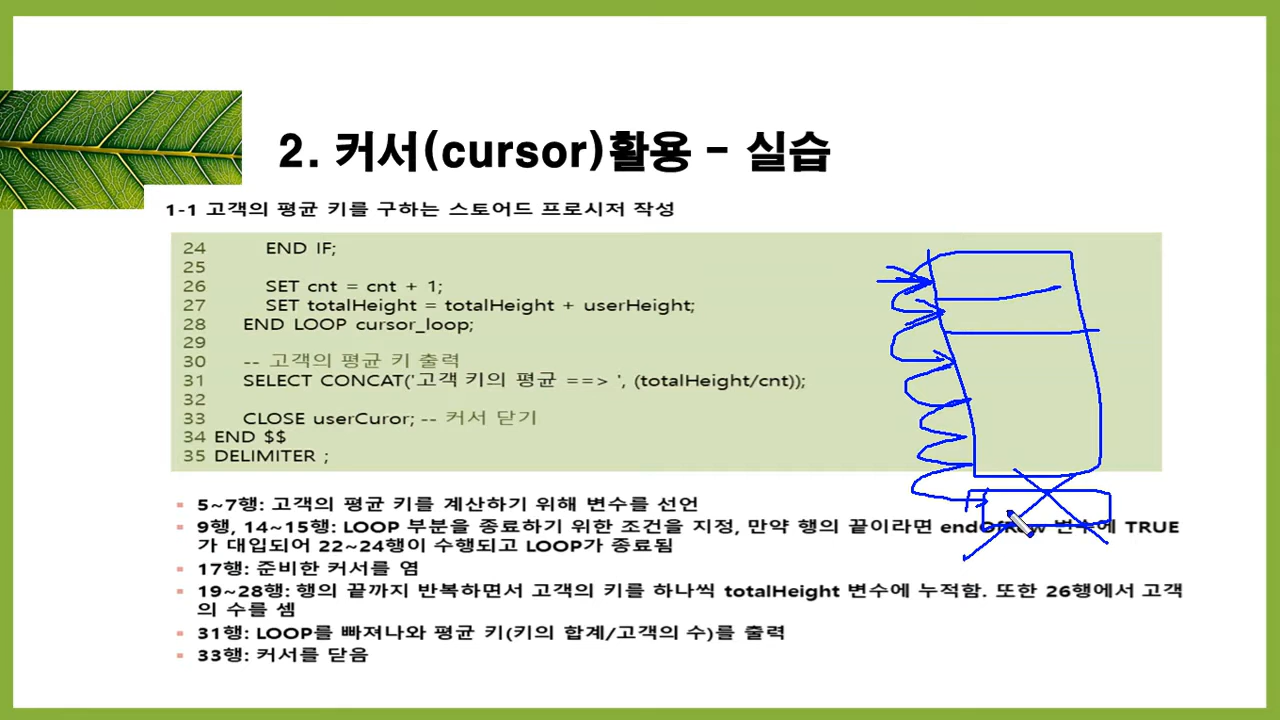 2. 커서(cursor)활용 - 실습
1-1 고객의 평균 키를 구하는 스토어드 프로시저 작성
24 END IF;
25
26 SET cnt = cnt + 1;
27 SET totalHeight = totalHeight + userHeight;
28 END LOOP cursor_loop;
29
30 -- 고객의 평균 키 출력
31 SELECT CONCAT('고객 키의 평균 ==> ', (totalHeight/cnt));
32
33 CLOSE userCuror; -- 커서 닫기
34 END $$
35 DELIMITER ;
▪ 5~7행: 고객의 평균 키를 계산하기 위해 변수를 선언
▪ 9행, 14~15행: LOOP 부분을 종료하기 위한 조건을 지정, 만약 행의 끝이라면 endOfRow 변수에 TRUE
가 대입되어 22~24행이 수행되고 LOOP가 종료됨
▪ 17행: 준비한 커서를 염
▪ 19~28행: 행의 끝까지 반복하면서 고객의 키를 하나씩 totalHeight 변수에 누적함. 또한 26행에서 고객
의 수를 셈
▪ 31행: LOOP를 빠져나와 평균 키(키의 합계/고객의 수)를 출력
▪ 33행: 커서를 닫음